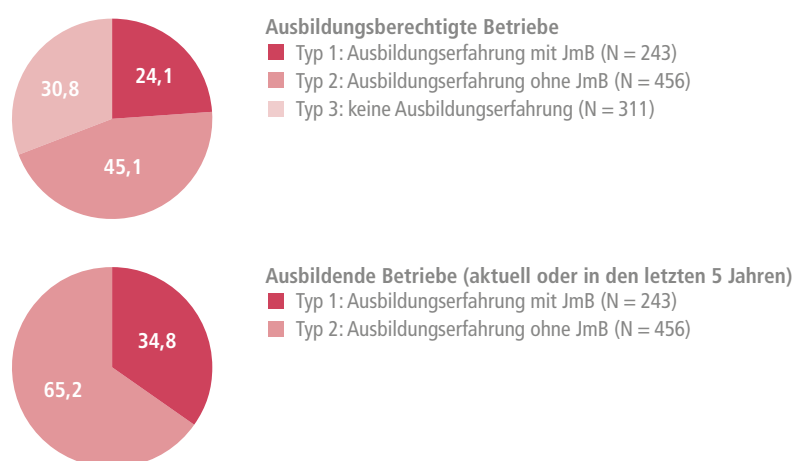 Ausbildungsberechtigte Betriebe
Typ 1: Ausbildungserfahrung mit JmB (N = 243)
Typ 2: Ausbildungserfahrung ohne JmB (N = 456)
Typ 3: keine Ausbildungserfahrung (N = 311)
24,1
30,8
45,1
Ausbildende Betriebe (aktuell oder in den letzten 5 Jahren)
Typ 1: Ausbildungserfahrung mit JmB (N = 243)
Typ 2: Ausbildungserfahrung ohne JmB (N = 456)
34,8
65,2